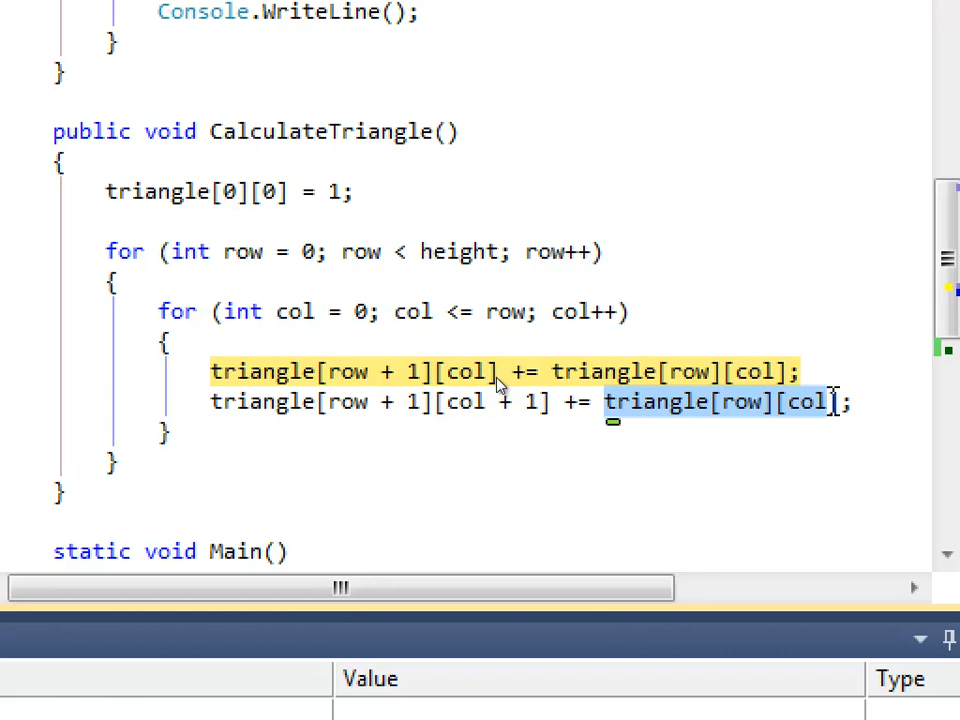 Console.WriteLine();
}
}
public void CalculateTriangle()
{
triangle[0][0] = 1;
for (int row = 0; row < height; row++)
{
for (int col = 0; col <= row; col++)
{
triangle[row + 1][col] += triangle[row][col];
triangle[row + 1][col + 1] += triangle[row][col];
}
}
}
static void Main()
Value Type